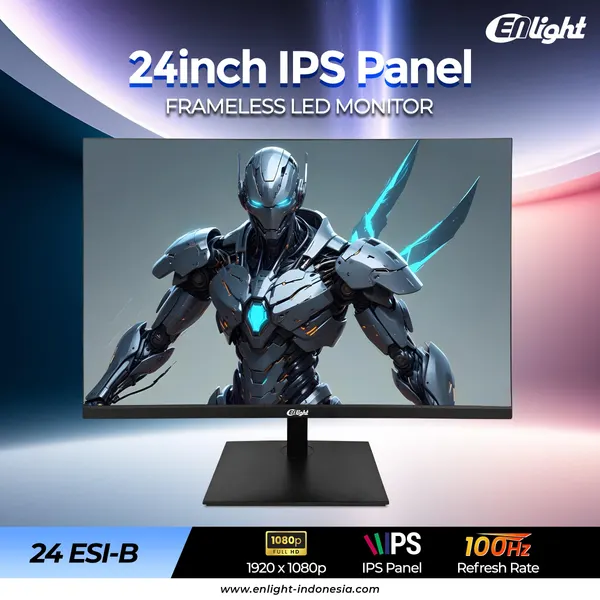 Enlight
24inch IPS Panel
FRAMELESS LED MONITOR
Enlight
24 ESI-B
1080p
FULL HD
1920 x 1080p
IPS
IPS Panel
100Hz
Refresh Rate
www.enlight-indonesia.com